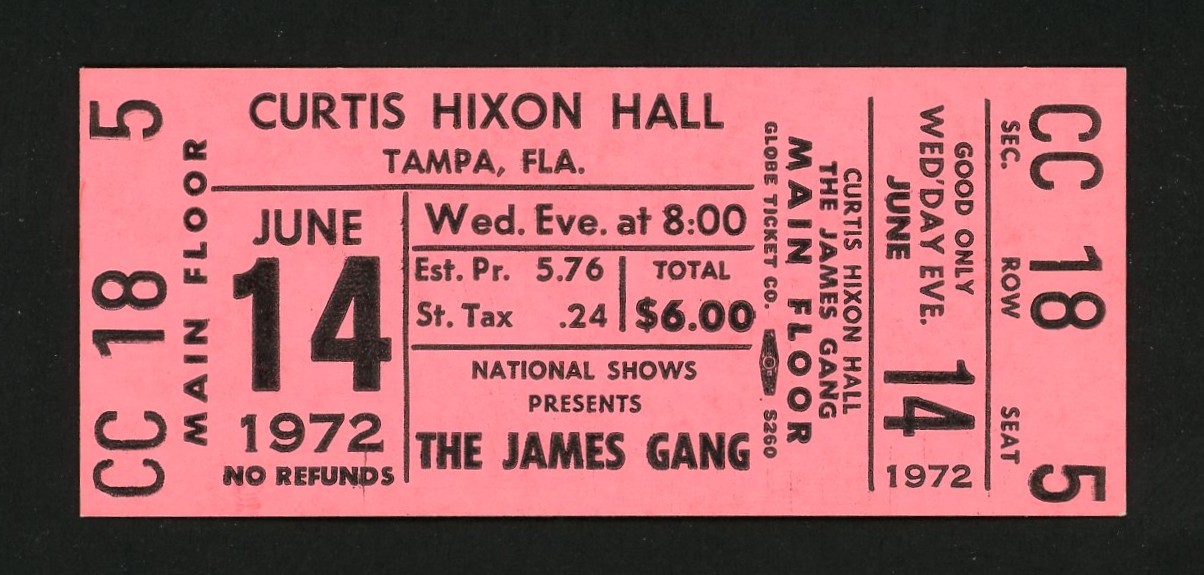 CC 18 5
MAIN FLOOR
CURTIS HIXON HALL
TAMPA, FLA.
JUNE
14
1972
NO REFUNDS
Wed. Eve. at 8:00
Est. Pr. 5.76
St. Tax .24
TOTAL
$6.00
NATIONAL SHOWS
PRESENTS
THE JAMES GANG
CURTIS HIXON HALL
THE JAMES GANG
MAIN FLOOR
GLOBE TICKET CO. GLOBE S260
GOOD ONLY
WED'DAY EVE.
JUNE
14
1972
CC 18 5
SEC. ROW SEAT